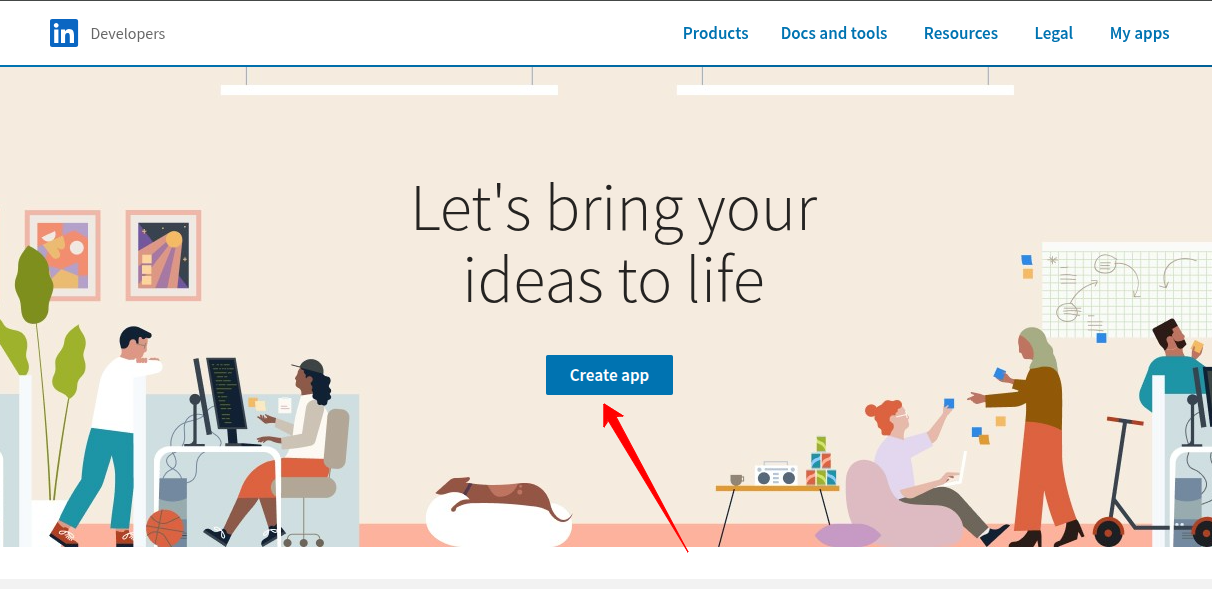 in Developers
Products Docs and tools Resources Legal My apps
Let's bring your
ideas to life
Create app